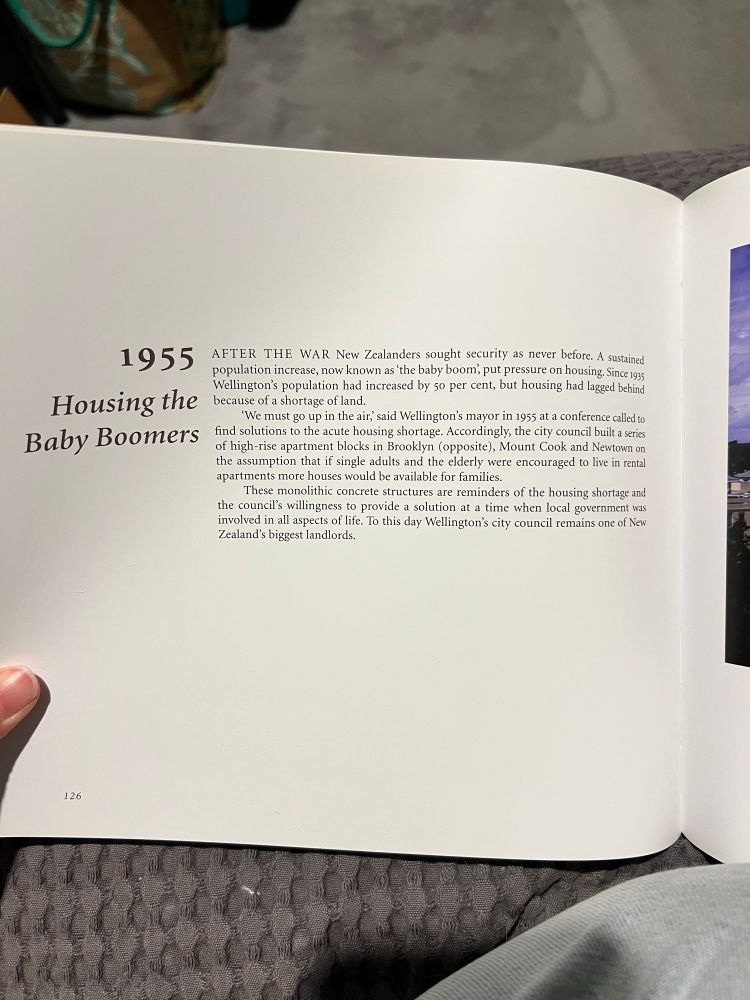 1955
Housing the
Baby Boomers
AFTER THE WAR New Zealanders sought security as never before. A sustained
population increase, now known as ‘the baby boom’, put pressure on housing. Since 1935
Wellington’s population had increased by 50 per cent, but housing had lagged behind
because of a shortage of land.
‘We must go up in the air,’ said Wellington’s mayor in 1955 at a conference called to
find solutions to the acute housing shortage. Accordingly, the city council built a series
of high-rise apartment blocks in Brooklyn (opposite), Mount Cook and Newtown on
the assumption that if single adults and the elderly were encouraged to live in rental
apartments more houses would be available for families.
These monolithic concrete structures are reminders of the housing shortage and
the council’s willingness to provide a solution at a time when local government was
involved in all aspects of life. To this day Wellington’s city council remains one of New
Zealand’s biggest landlords.
126